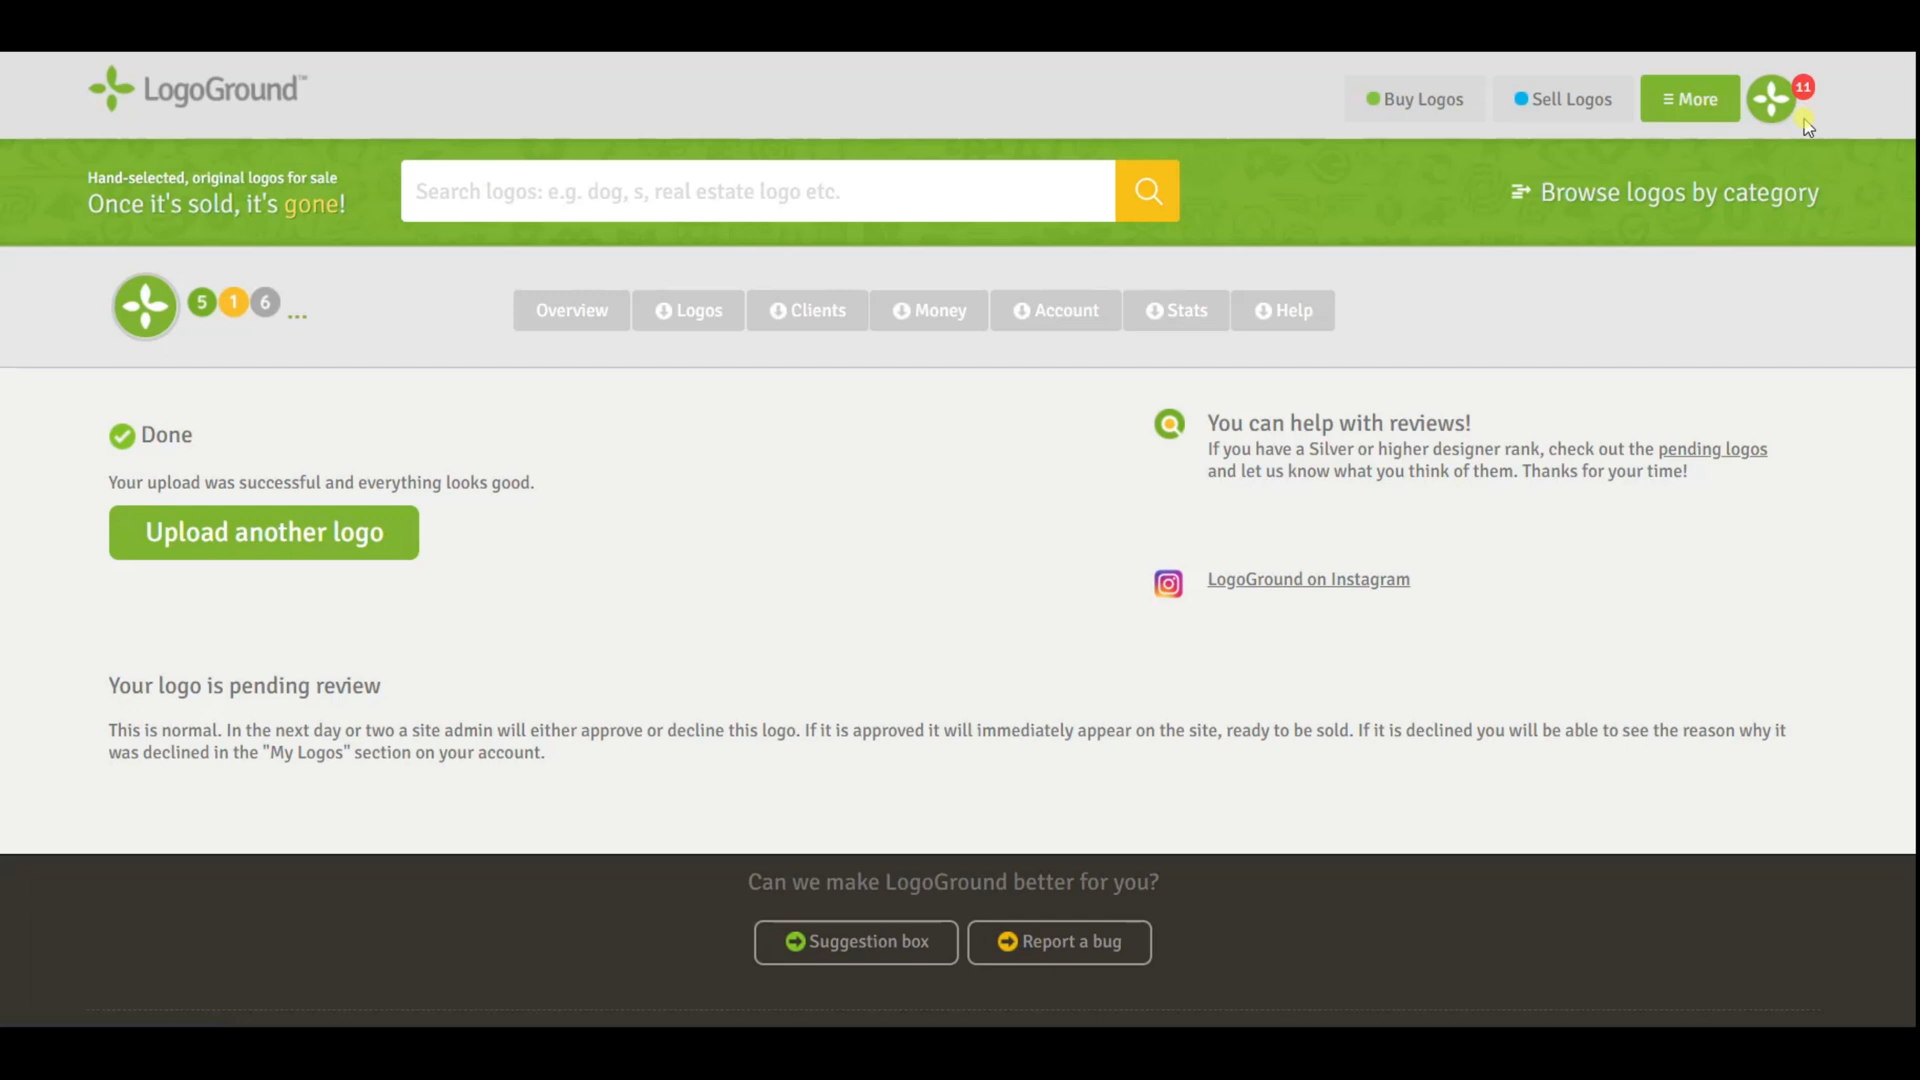 LogoGround™
Buy Logos
Sell Logos
≡ More
11
Hand-selected, original logos for sale
Once it's sold, it's gone!
Search logos: e.g. dog, s, real estate logo etc.
Browse logos by category
5 1 6 ...
Overview
Logos
Clients
Money
Account
Stats
Help
Done
Your upload was successful and everything looks good.
Upload another logo
You can help with reviews!
If you have a Silver or higher designer rank, check out the pending logos
and let us know what you think of them. Thanks for your time!
LogoGround on Instagram
Your logo is pending review
This is normal. In the next day or two a site admin will either approve or decline this logo. If it is approved it will immediately appear on the site, ready to be sold. If it is declined you will be able to see the reason why it
was declined in the "My Logos" section on your account.
Can we make LogoGround better for you?
Suggestion box
Report a bug